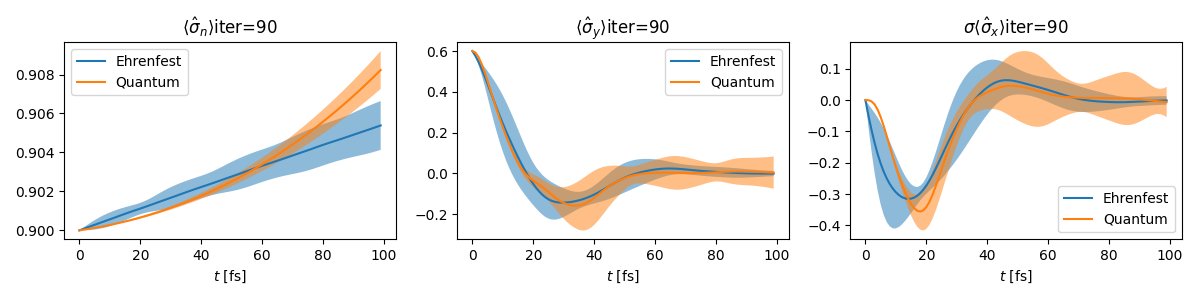 ⟨σ̂ₙ⟩iter=90
0.908
0.906
0.904
0.902
0.900
0 20 40 60 80 100
t [fs]
Ehrenfest
Quantum
⟨σ̂ᵧ⟩iter=90
0.6
0.4
0.2
0.0
−0.2
0 20 40 60 80 100
t [fs]
Ehrenfest
Quantum
σ⟨σ̂ₓ⟩iter=90
0.1
0.0
−0.1
−0.2
−0.3
−0.4
0 20 40 60 80 100
t [fs]
Ehrenfest
Quantum